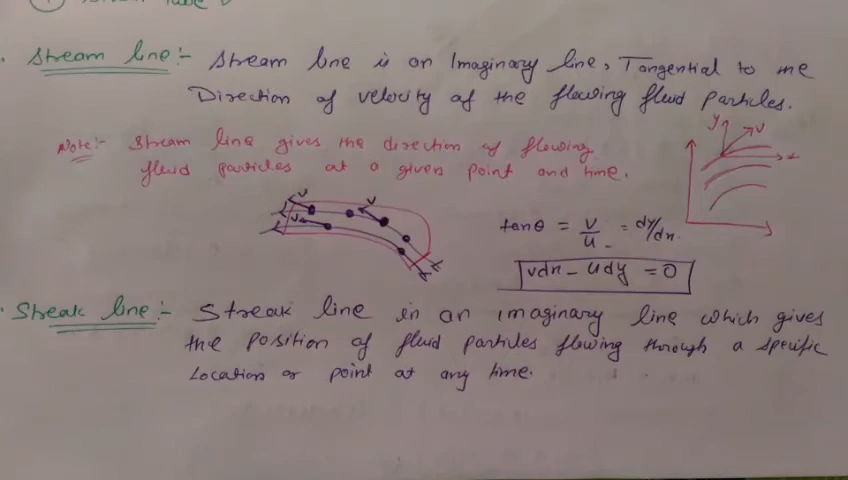 Stream line:- Stream line is an Imaginary line, Tangential to the
Direction of velocity of the flowing fluid Particles.
Note:- Stream line gives the direction of flowing
fluid particles at a given point and time.
y v
x
v
v
v
tanθ = v/u = dy/dx.
vdx - udy = 0
Streak line:- Streak line in an imaginary line which gives
the position of fluid particles flowing through a specific
Location or point at any time.